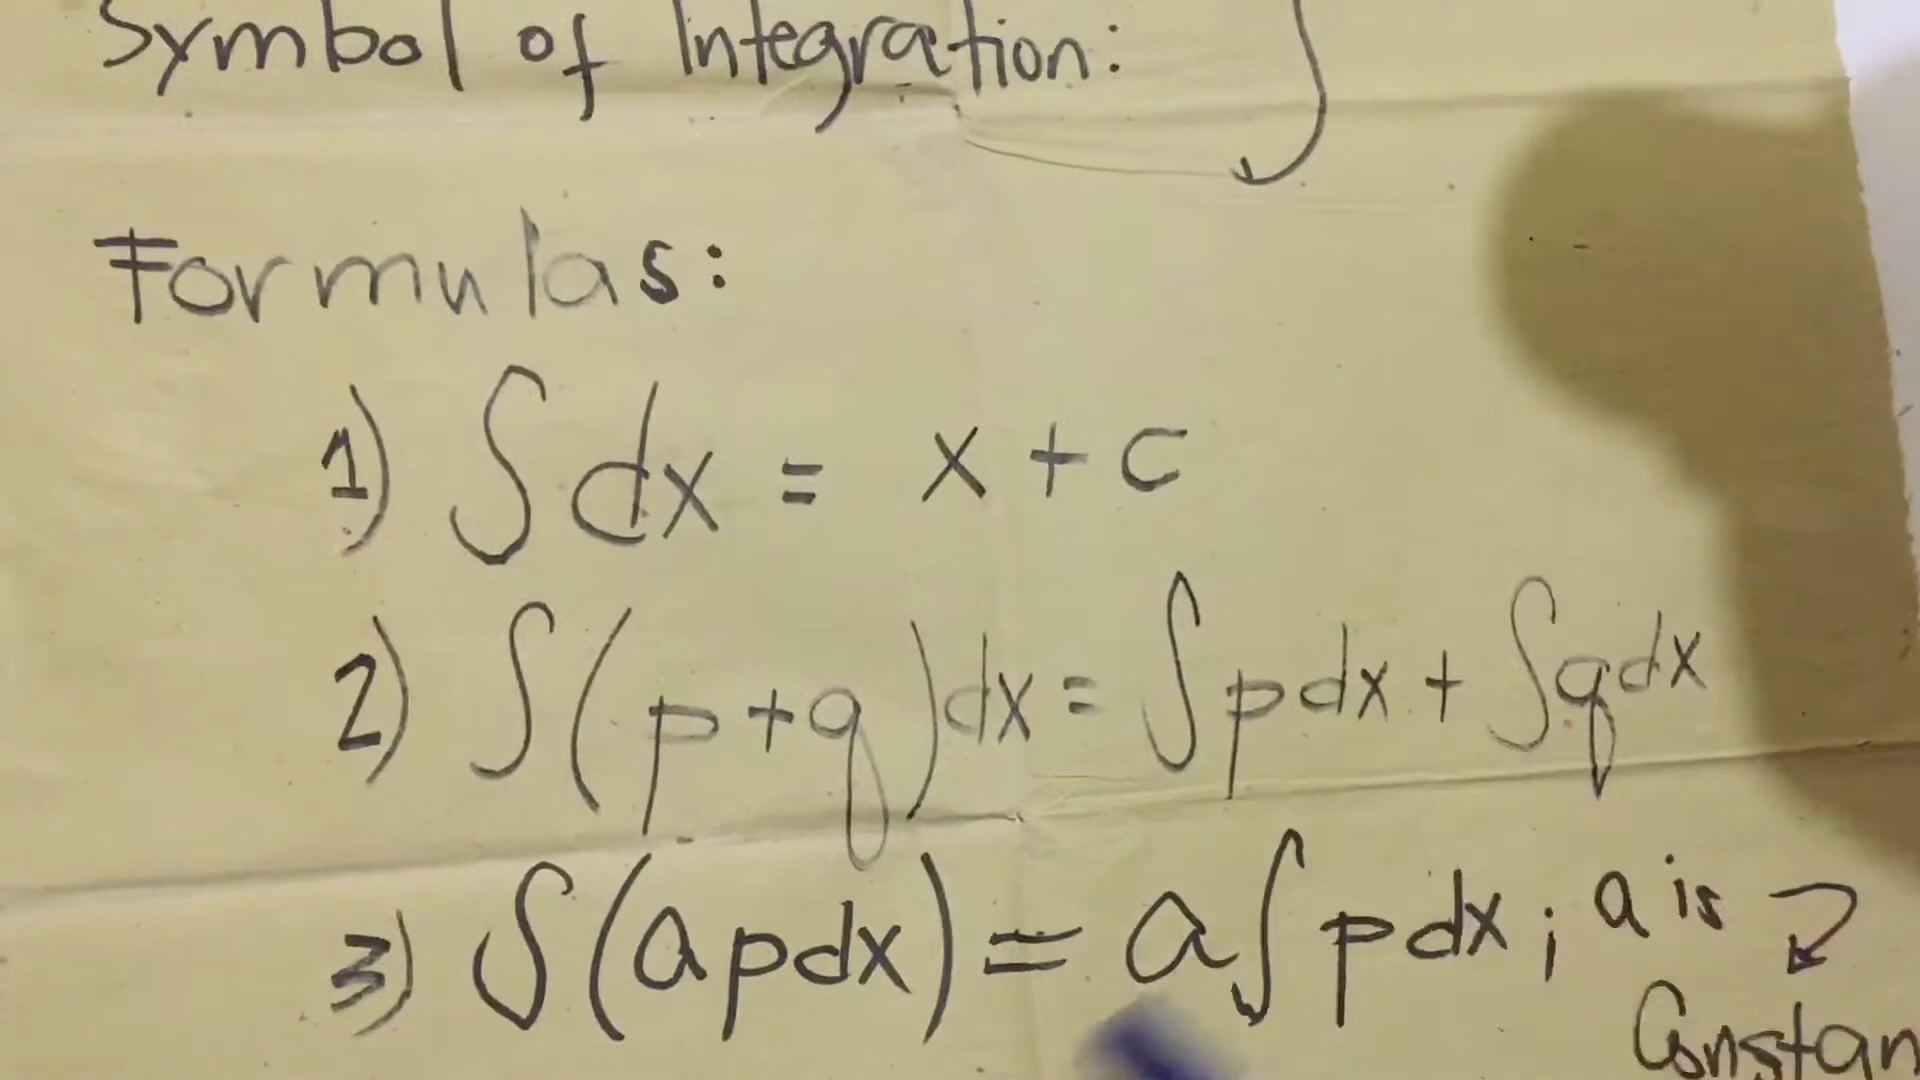 Symbol of Integration: ∫
Formulas:
1) ∫dx = x + c
2) ∫(p+q)dx = ∫pdx + ∫qdx
3) ∫(apdx) = a∫pdx; a is
Constan